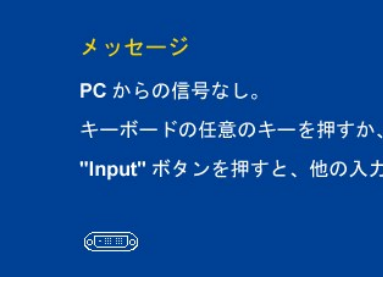 メッセージ
PC からの信号なし。
キーボードの任意のキーを押すか、
"Input" ボタンを押すと、他の入力